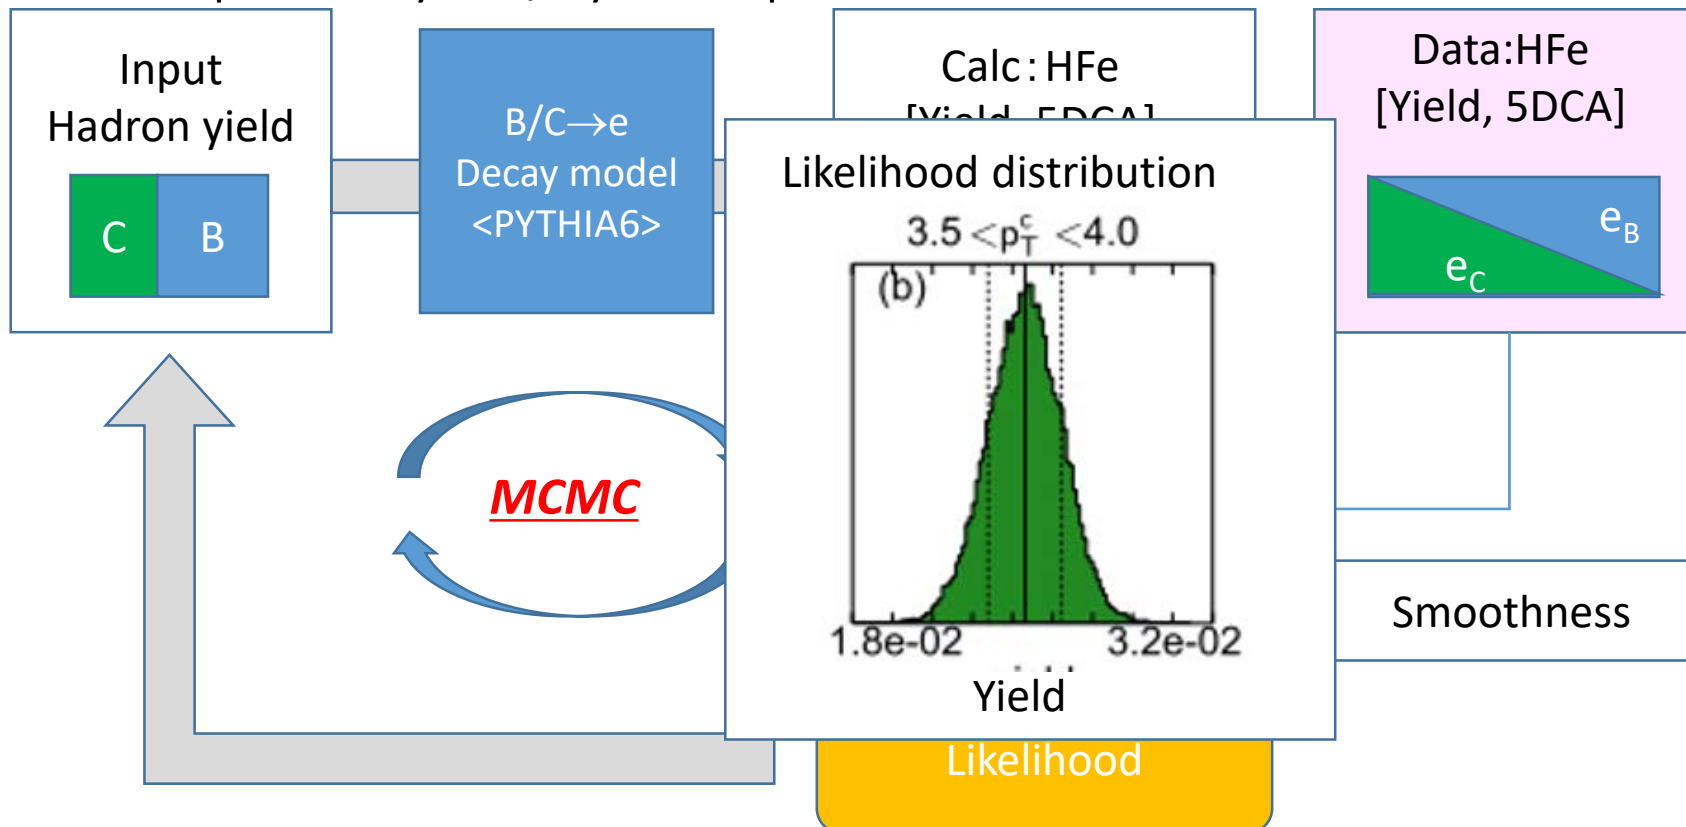 Input
Hadron yield
C
B
B/C→e
Decay model
<PYTHIA6>
Calc:HFe
Data:HFe
[Yield, 5DCA]
e_B
e_C
Likelihood distribution
3.5 <p_T^c <4.0
(b)
1.8e-02
3.2e-02
Yield
MCMC
Smoothness
Likelihood